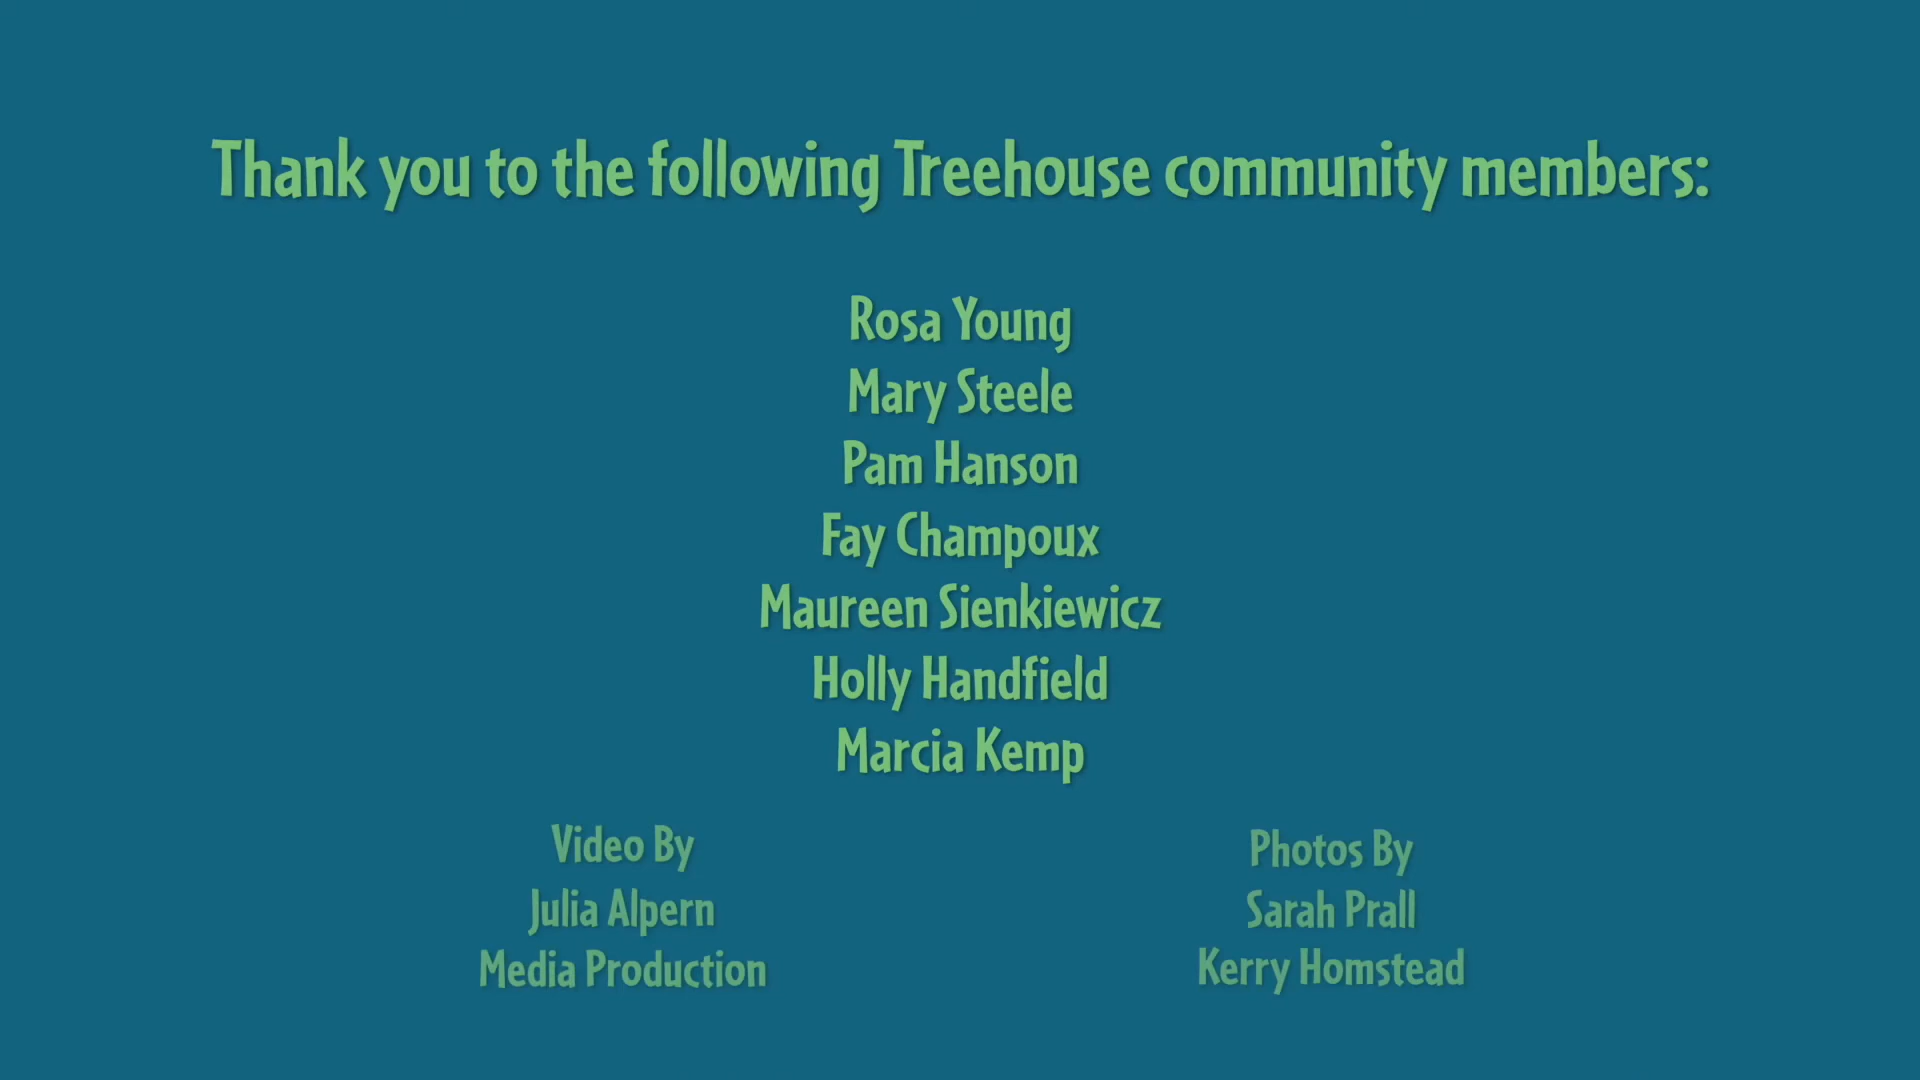 Thank you to the following Treehouse community members:
Rosa Young
Mary Steele
Pam Hanson
Fay Champoux
Maureen Sienkiewicz
Holly Handfield
Marcia Kemp
Video By
Julia Alpern
Media Production
Photos By
Sarah Prall
Kerry Homstead